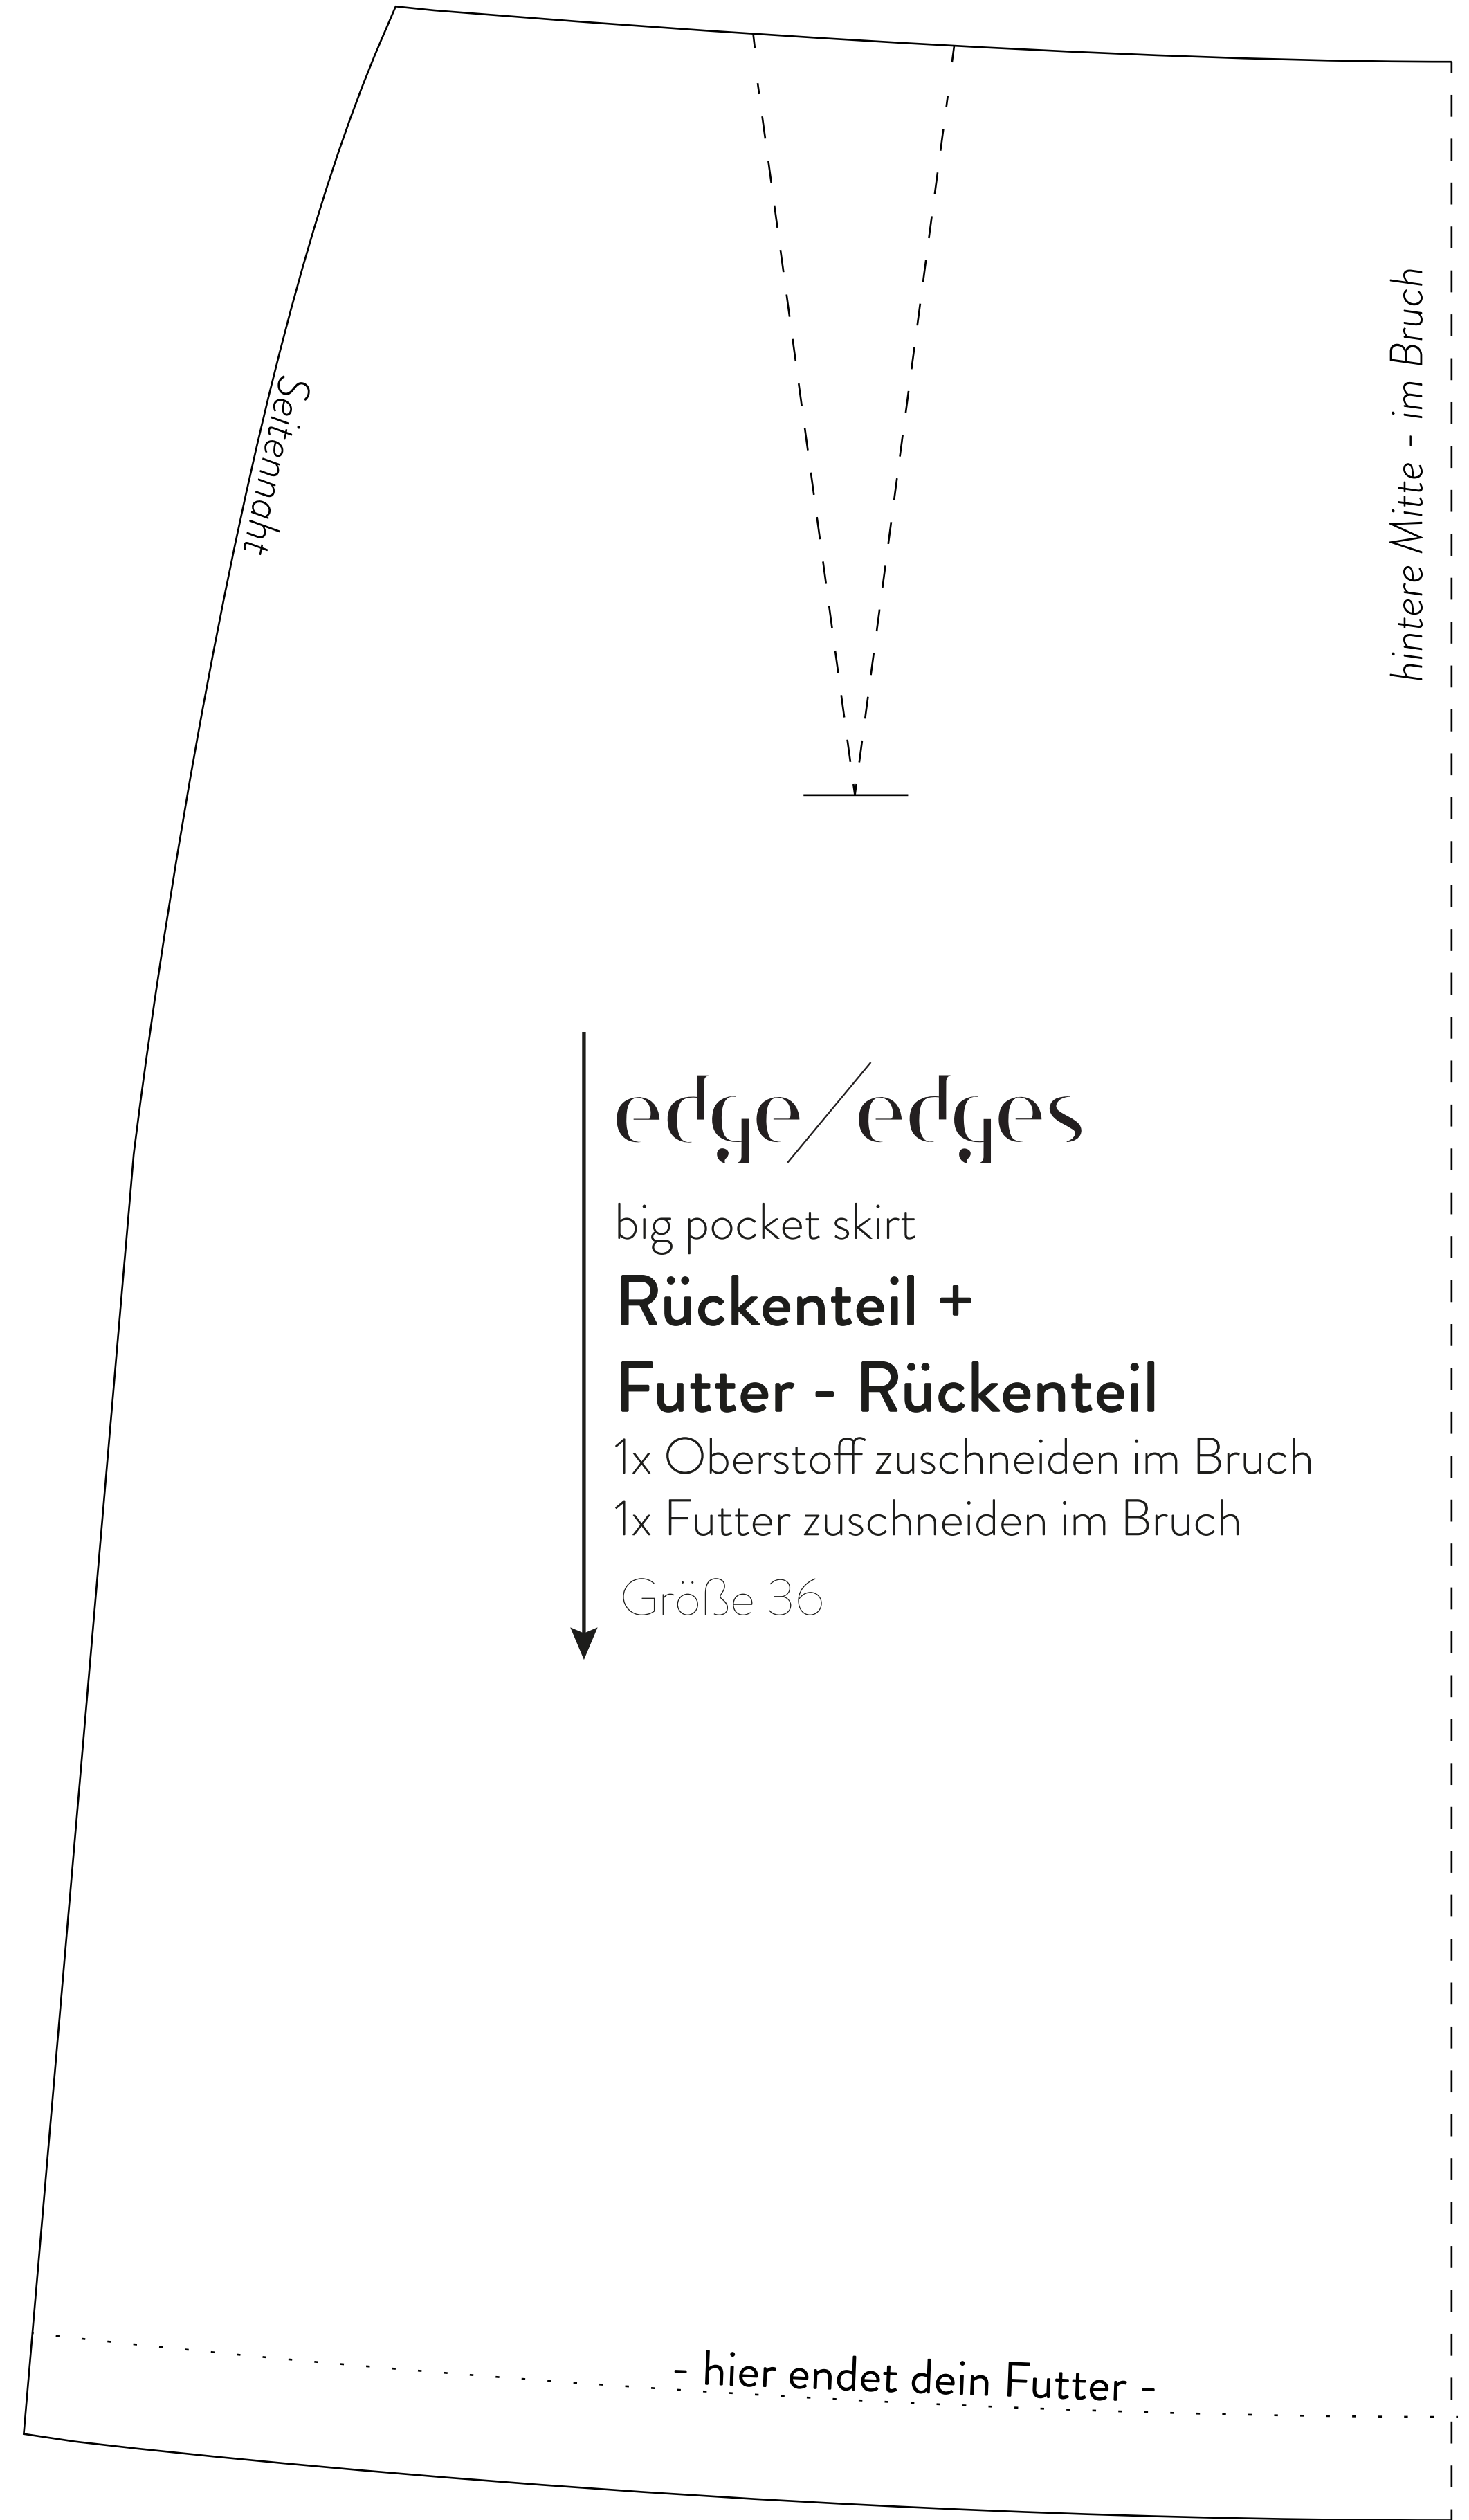 Seitennaht
hintere Mitte - im Bruch
edge/edges
big pocket skirt
Rückenteil +
Futter - Rückenteil
1x Oberstoff zuschneiden im Bruch
1x Futter zuschneiden im Bruch
Größe 36
- hier endet dein Futter -